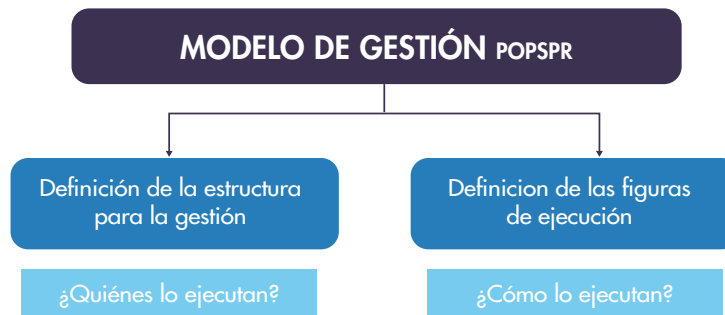 MODELO DE GESTIÓN POPSPR
Definición de la estructura
para la gestión
Definicion de las figuras
de ejecución
¿Quiénes lo ejecutan?
¿Cómo lo ejecutan?